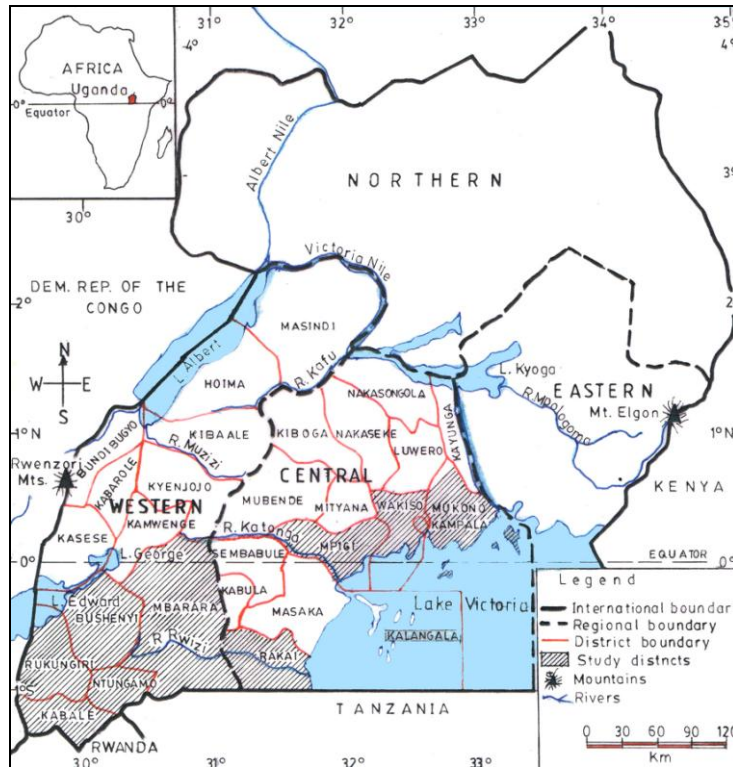 31°
32°
33°
34°
35°
4°
4°
AFRICA
Uganda
0°
0°
Equator
Albert Nile
NORTHERN
3°
30°
Victoria Nile
DEM. REP. OF THE
CONGO
2°
2
MASINDI
L. Albert
N
W
E
S
HOIMA
R. Kafu
L. Kyoga
NAKASONGOLA
EASTERN
R. Mpologoma
Mt. Elgon
1°N
1°N
BUNDIBUGYO
KIBAALE
KIBOGA
NAKASEKE
KAYUNGA
LUWERO
R. Muzizi
Rwenzori
Mts.
KABAROLE
KYENJOJO
CENTRAL
KENYA
WESTERN
MUBENDE
MITYANA
WAKISO
MUKONO
KAMPALA
KAMWENGE
R. Katonga
KASESE
MPIGI
L. George
SEMBABULE
EQUATOR
0°
0°
L. Edward
BUSHENYI
MBARARA
KABULA
MASAKA
Lake Victoria
KALANGALA
R. Rwizi
RUKUNGIRI
RAKAI
NTUNGAMO
°S
KABALE
TANZANIA
RWANDA
30°
31°
32°
33°
Legend
International boundar
Regional boundary
District boundary
Study districts
Mountains
Rivers
0 30 60 90 120
Km